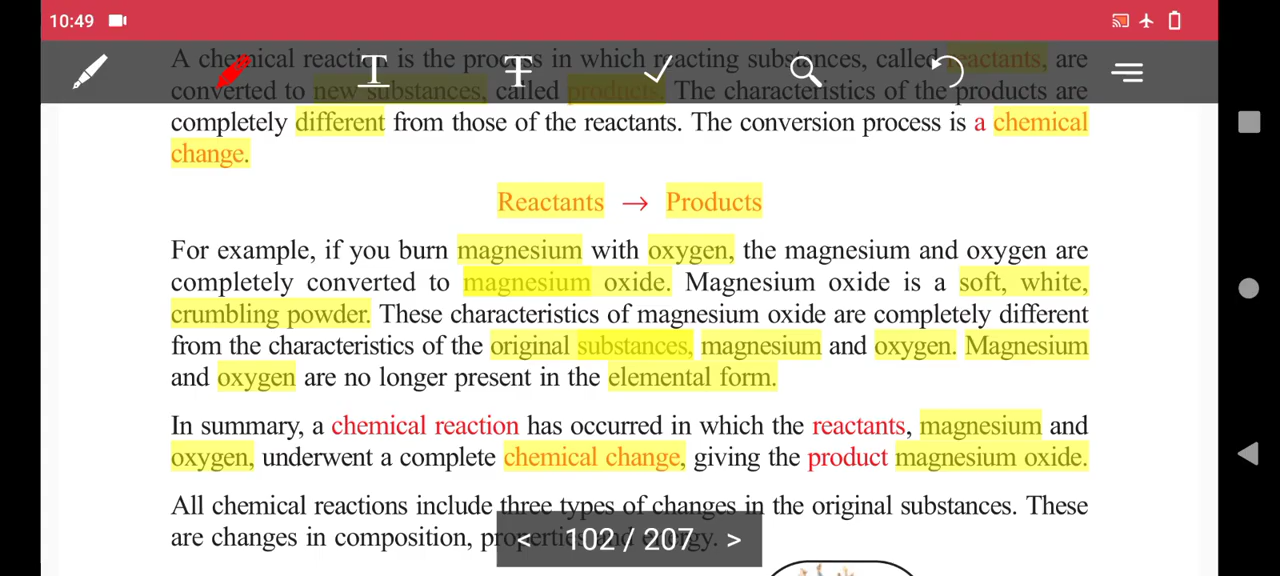 10:49
A chemical reaction is the process in which reacting substances, called reactants, are
converted to new substances, called products. The characteristics of the products are
completely different from those of the reactants. The conversion process is a chemical
change.
Reactants → Products
For example, if you burn magnesium with oxygen, the magnesium and oxygen are
completely converted to magnesium oxide. Magnesium oxide is a soft, white,
crumbling powder. These characteristics of magnesium oxide are completely different
from the characteristics of the original substances, magnesium and oxygen. Magnesium
and oxygen are no longer present in the elemental form.
In summary, a chemical reaction has occurred in which the reactants, magnesium and
oxygen, underwent a complete chemical change, giving the product magnesium oxide.
All chemical reactions include three types of changes in the original substances. These
are changes in composition, properties and energy.
< 102 / 207 >